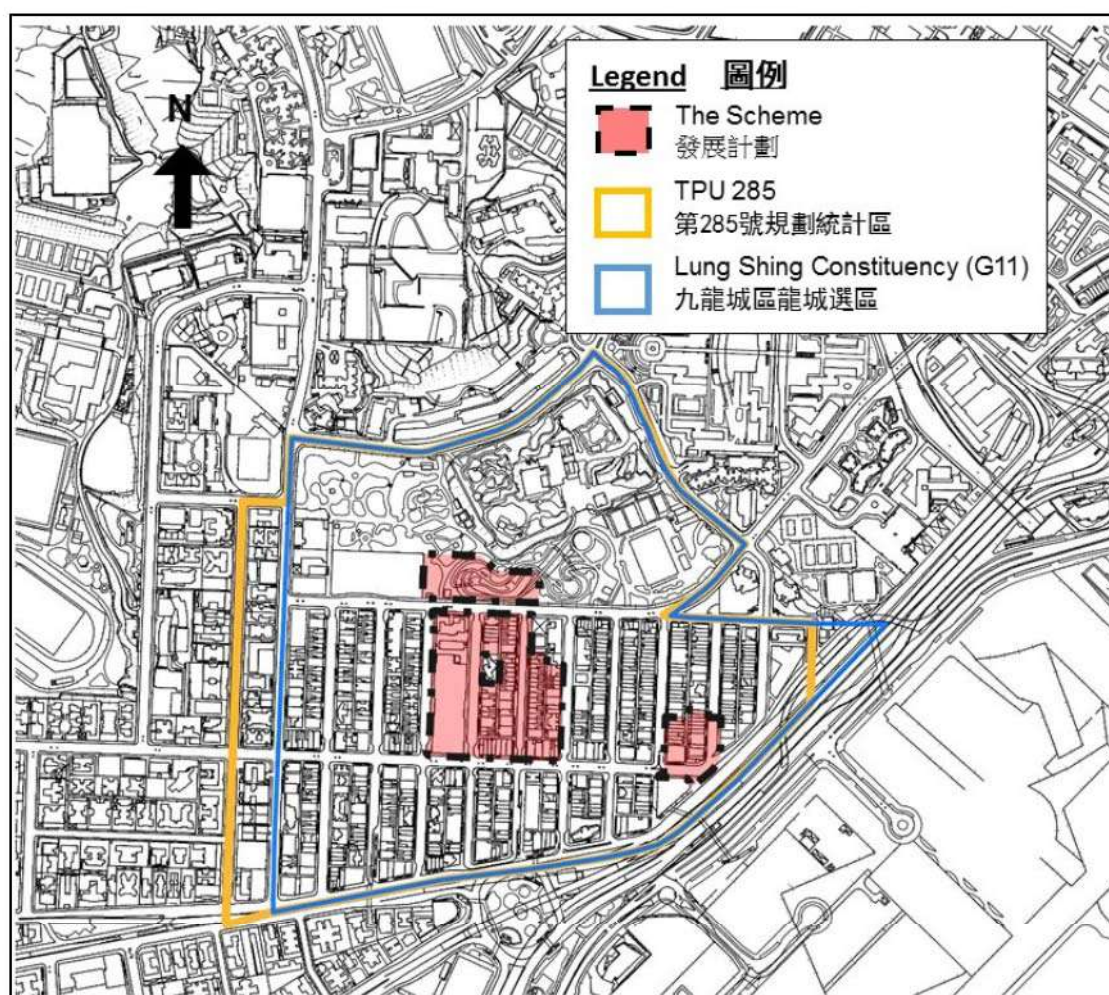 N
Legend 圖例
The Scheme
發展計劃
TPU 285
第285號規劃統計區
Lung Shing Constituency (G11)
九龍城區龍城選區